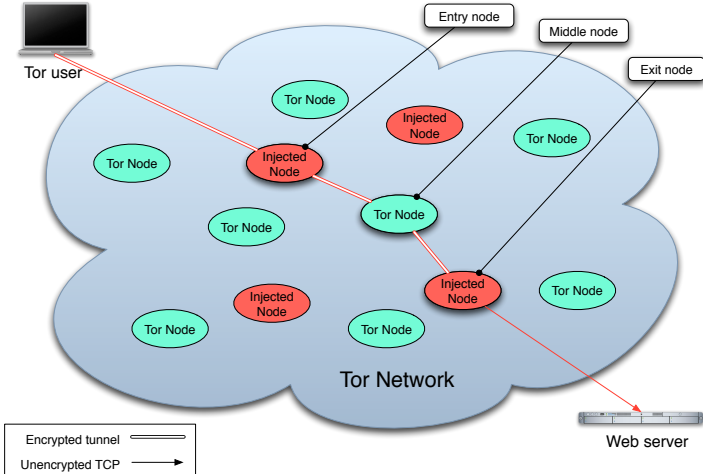 Entry node
Middle node
Exit node
Tor user
Tor Node
Injected
Node
Tor Node
Tor Node
Injected
Node
Tor Node
Tor Node
Injected
Node
Tor Node
Injected
Node
Tor Node
Tor Node
Tor Network
Web server
Encrypted tunnel
Unencrypted TCP